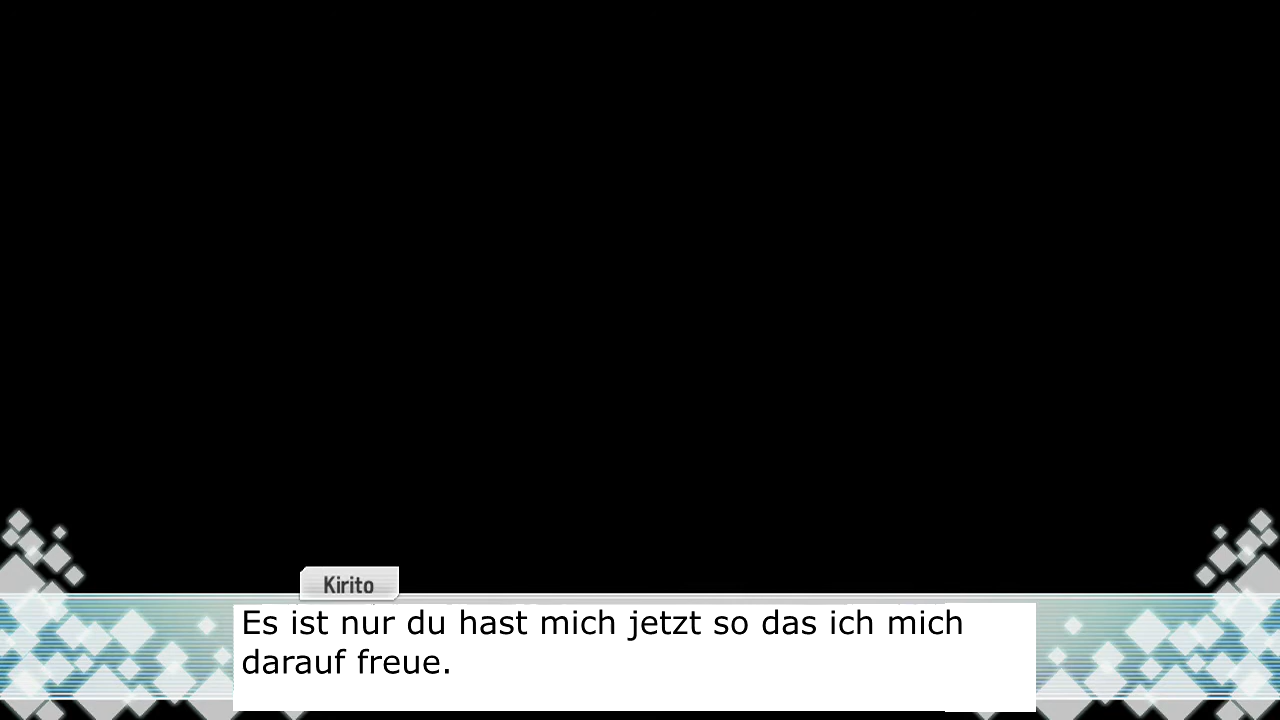 Kirito
Es ist nur du hast mich jetzt so das ich mich
darauf freue.